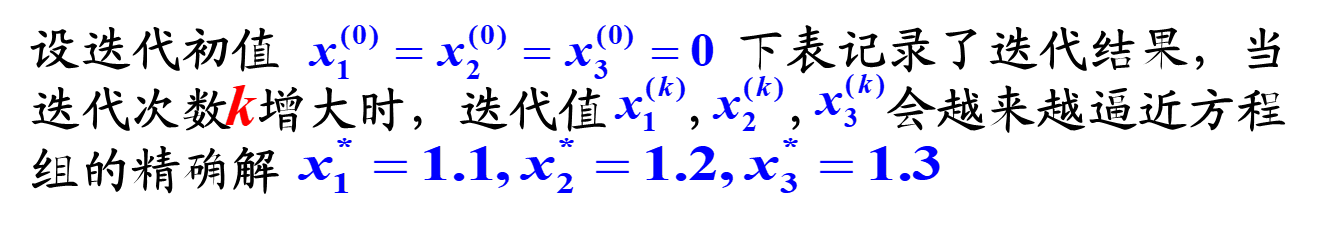 设迭代初值 x₁⁽⁰⁾ = x₂⁽⁰⁾ = x₃⁽⁰⁾ = 0 下表记录了迭代结果，当
迭代次数k增大时，迭代值 x₁⁽ᵏ⁾, x₂⁽ᵏ⁾, x₃⁽ᵏ⁾ 会越来越逼近方程
组的精确解 x₁* = 1.1, x₂* = 1.2, x₃* = 1.3